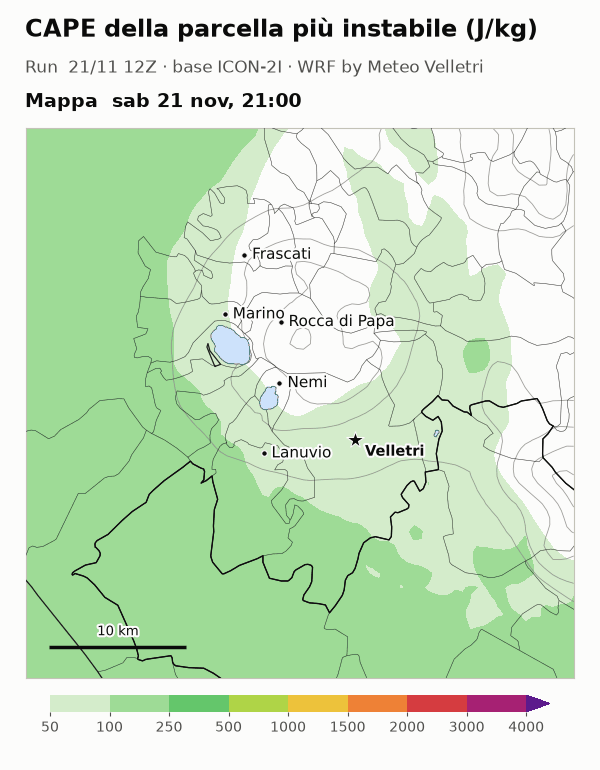 CAPE della parcella più instabile (J/kg)
Run  21/11 12Z · base ICON-2I · WRF by Meteo Velletri
Mappa  sab 21 nov, 21:00
Frascati
Marino
Rocca di Papa
Nemi
Velletri
Lanuvio
10 km
50 100 250 500 1000 1500 2000 3000 4000